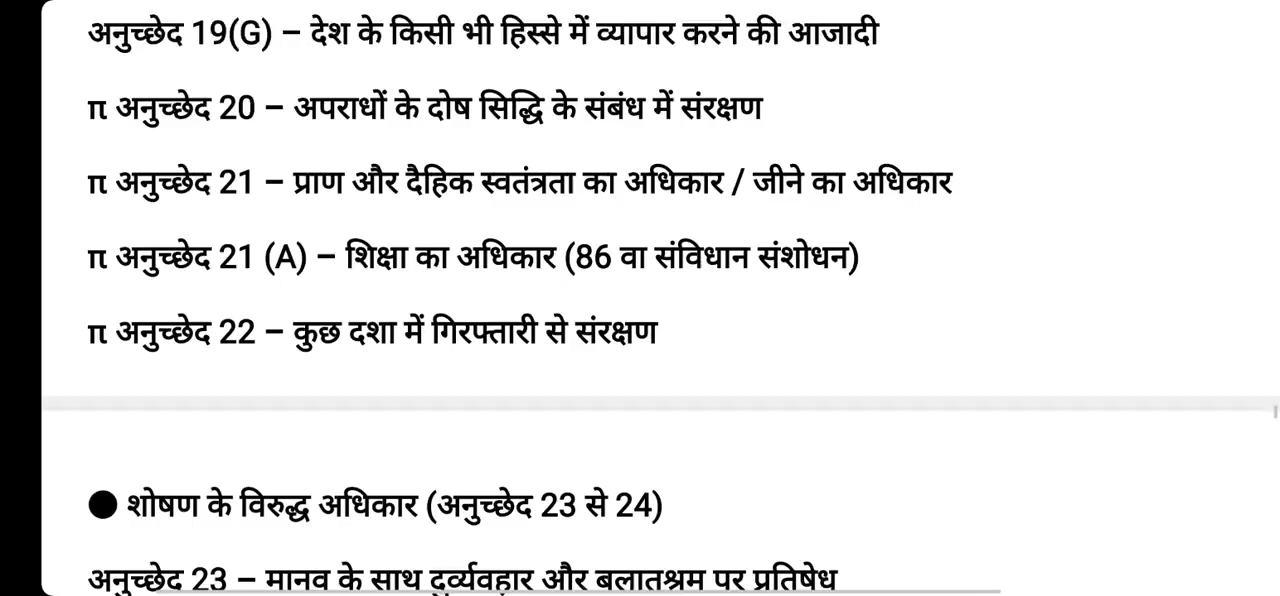 अनुच्छेद 19(G) – देश के किसी भी हिस्से में व्यापार करने की आजादी
π अनुच्छेद 20 – अपराधों के दोष सिद्धि के संबंध में संरक्षण
π अनुच्छेद 21 – प्राण और दैहिक स्वतंत्रता का अधिकार / जीने का अधिकार
π अनुच्छेद 21 (A) – शिक्षा का अधिकार (86 वा संविधान संशोधन)
π अनुच्छेद 22 – कुछ दशा में गिरफ्तारी से संरक्षण
● शोषण के विरुद्ध अधिकार (अनुच्छेद 23 से 24)
अनुच्छेद 23 – मानव के साथ दुर्व्यवहार और बलातश्रम पर प्रतिषेध